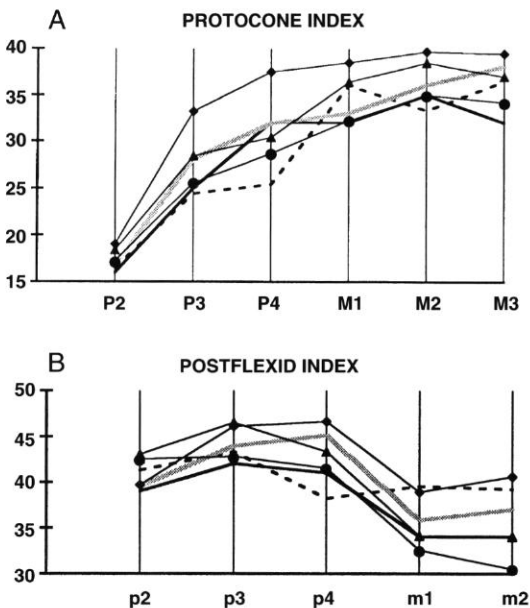 A
PROTOCONE INDEX
40
35
30
25
20
15
P2 P3 P4 M1 M2 M3
B
POSTFLEXID INDEX
50
45
40
35
30
p2 p3 p4 m1 m2